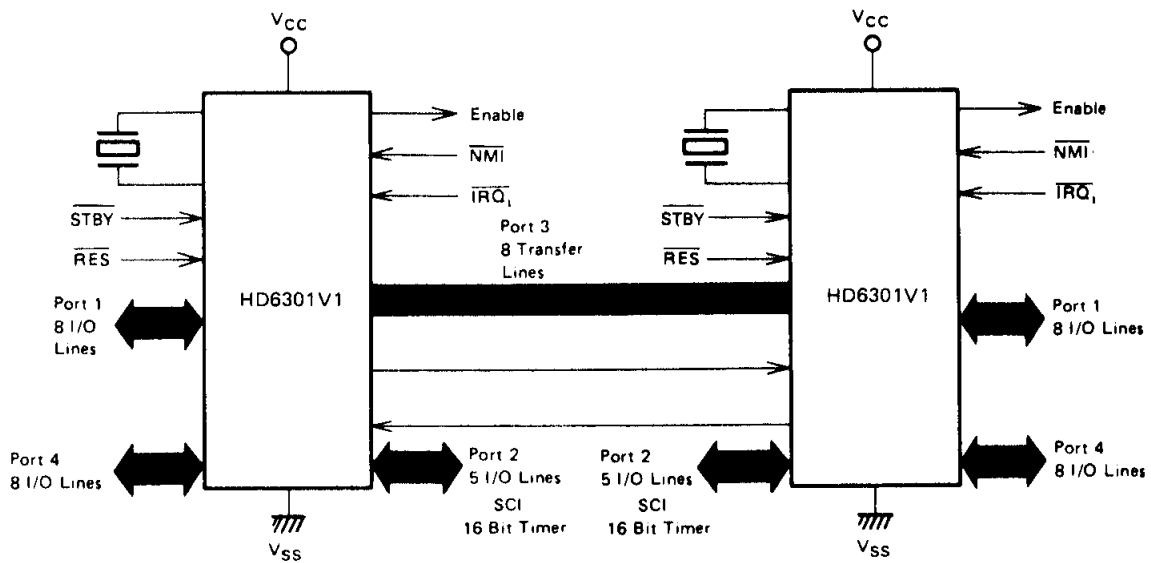 VCC
Enable
NMI
IRQ1
STBY
RES
HD6301V1
Port 1
8 I/O
Lines
Port 4
8 I/O Lines
Port 2
5 I/O Lines
SCI
16 Bit Timer
VSS
Port 3
8 Transfer
Lines
VCC
Enable
NMI
IRQ1
STBY
RES
HD6301V1
Port 1
8 I/O Lines
Port 2
5 I/O Lines
SCI
16 Bit Timer
Port 4
8 I/O Lines
VSS